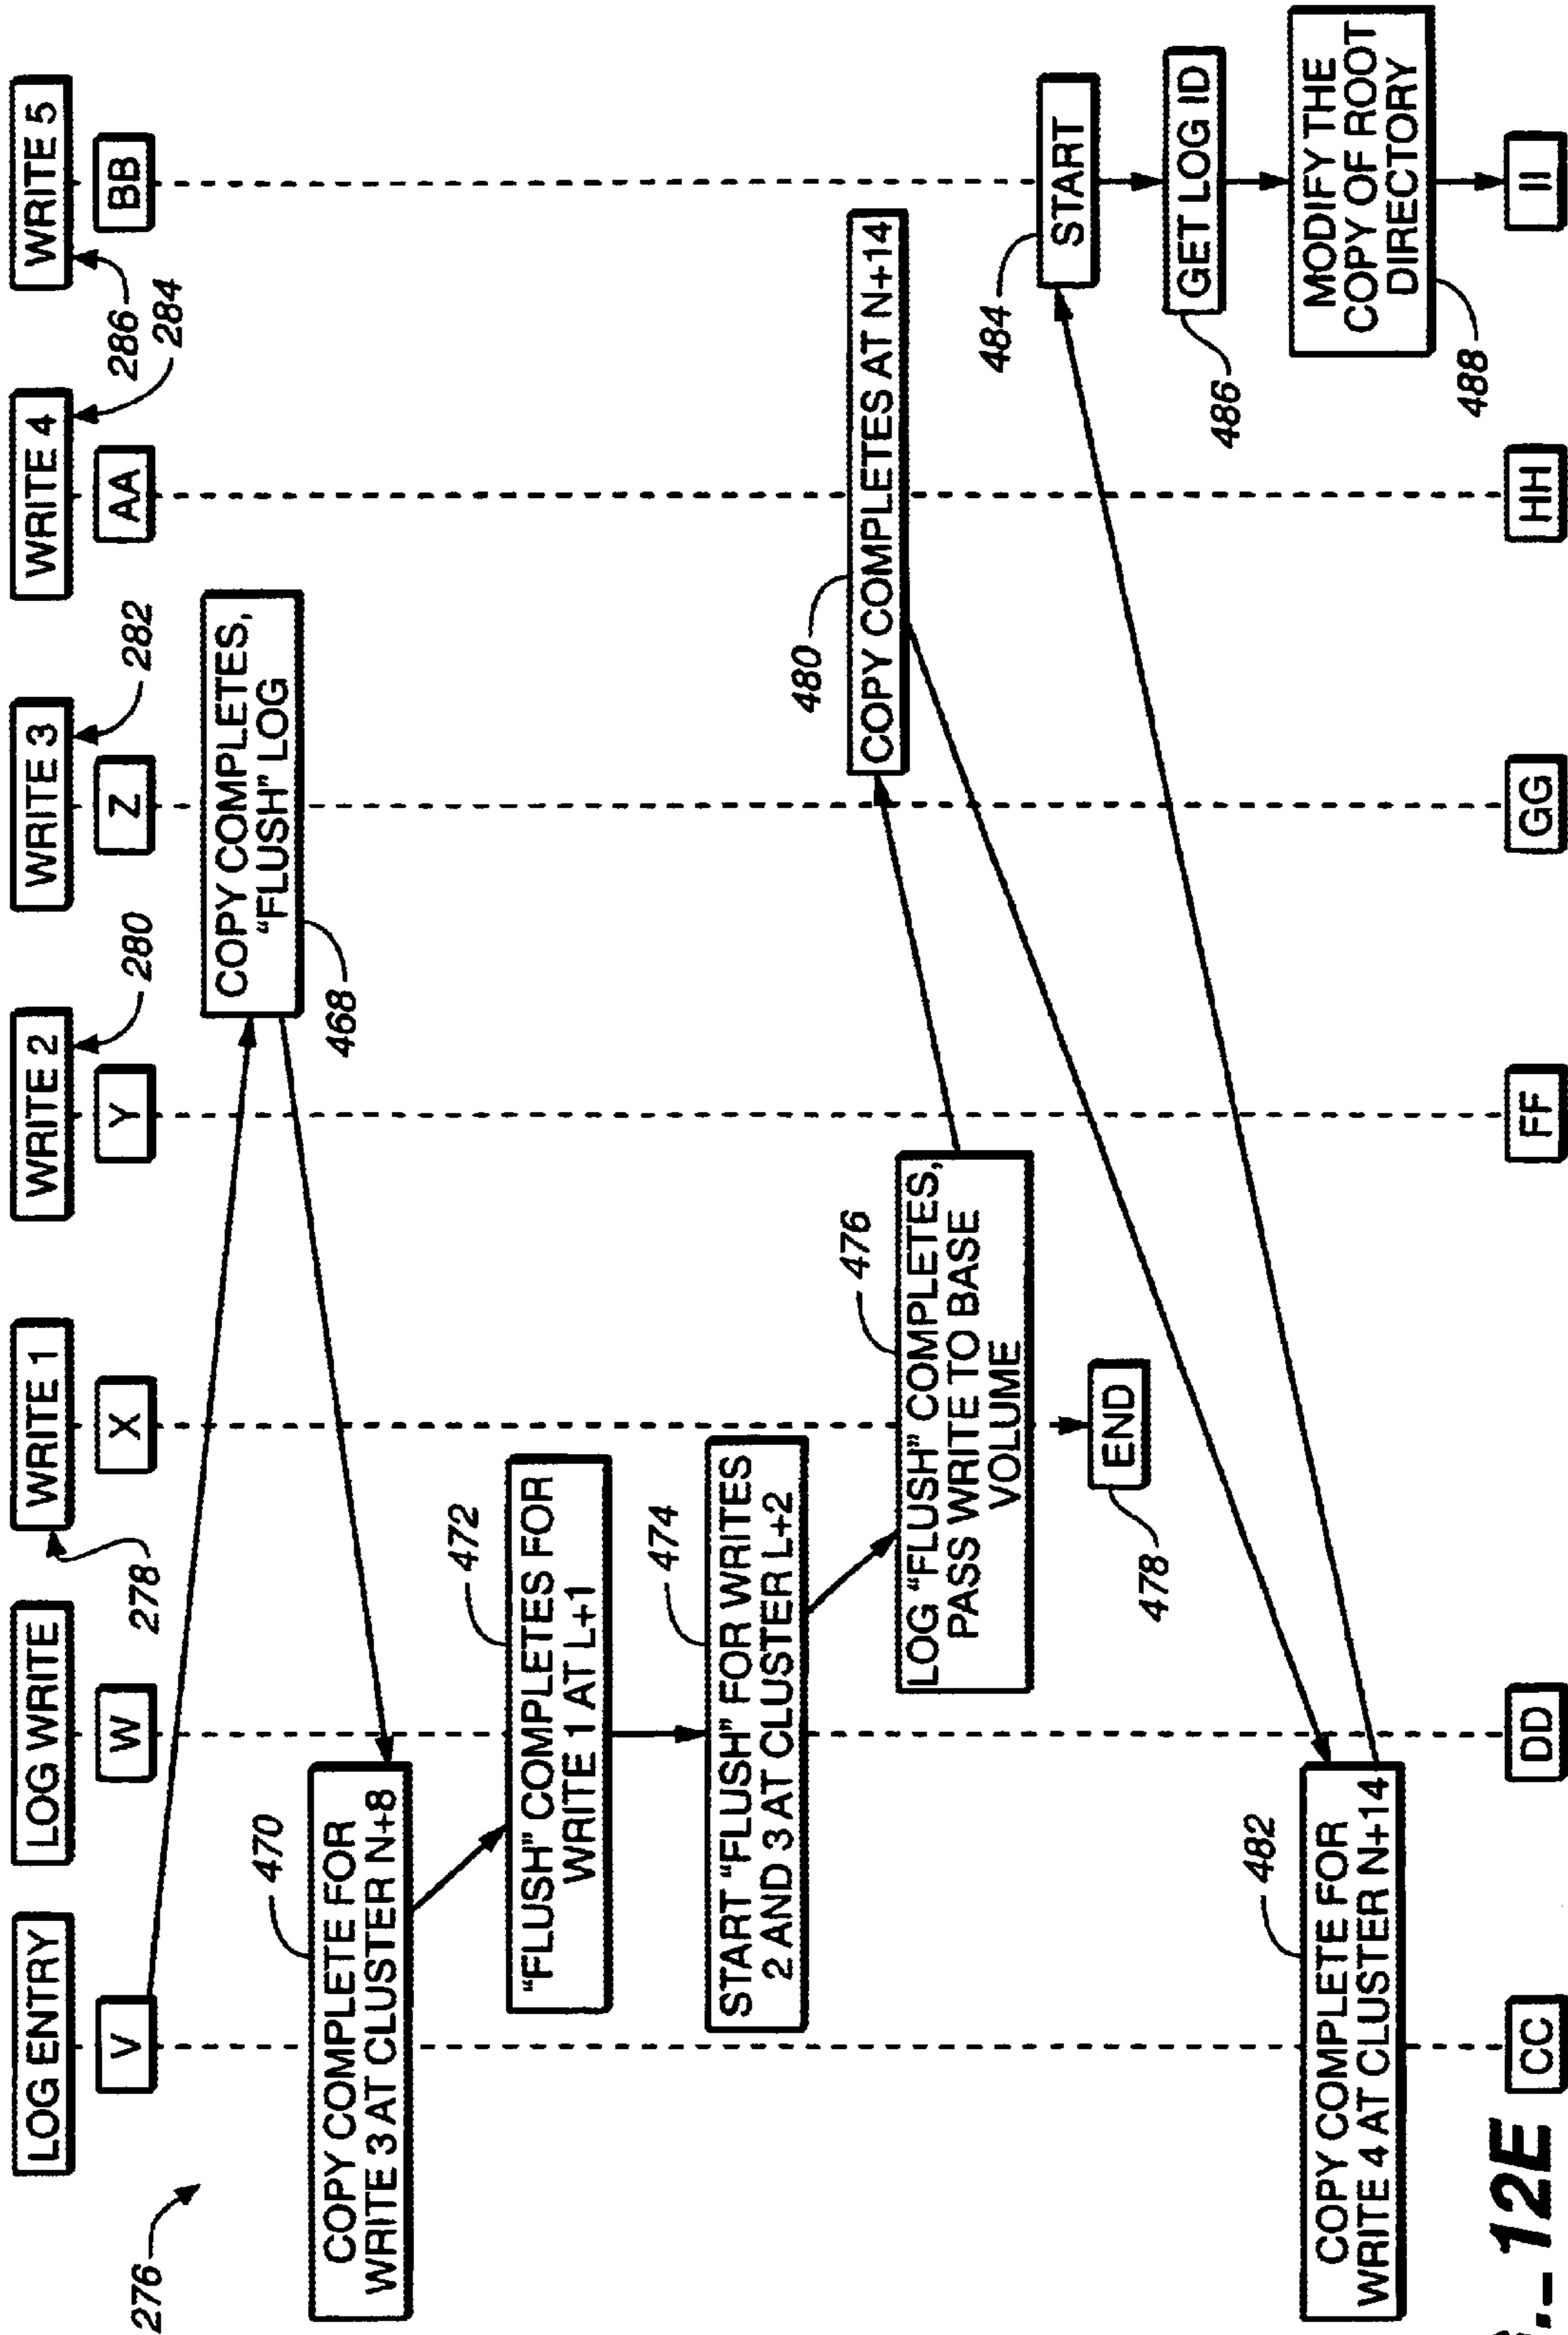 LOG ENTRY
LOG WRITE
WRITE 1
WRITE 2
WRITE 3
WRITE 4
WRITE 5
278
280
282
286
284
V
W
X
Y
Z
AA
BB
276
COPY COMPLETES,
"FLUSH" LOG
468
470
COPY COMPLETE FOR
WRITE 3 AT CLUSTER N+8
472
"FLUSH" COMPLETES FOR
WRITE 1 AT L+1
474
START "FLUSH" FOR WRITES
2 AND 3 AT CLUSTER L+2
476
LOG "FLUSH" COMPLETES,
PASS WRITE TO BASE
VOLUME
480
COPY COMPLETES AT N+14
END
478
484
START
GET LOG ID
486
482
COPY COMPLETE FOR
WRITE 4 AT CLUSTER N+14
MODIFY THE
COPY OF ROOT
DIRECTORY
488
CC
DD
FF
GG
HH
II
12E